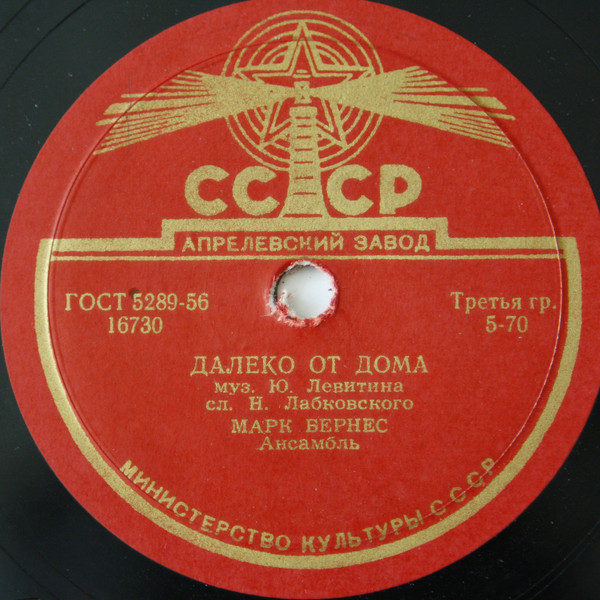 СССР
АПРЕЛЕВСКИЙ ЗАВОД
ГОСТ 5289-56
16730
Третья гр.
5-70
ДАЛЕКО ОТ ДОМА
муз. Ю. Левитина
сл. Н. Лабковского
МАРК БЕРНЕС
Ансамбль
МИНИСТЕРСТВО КУЛЬТУРЫ СССР